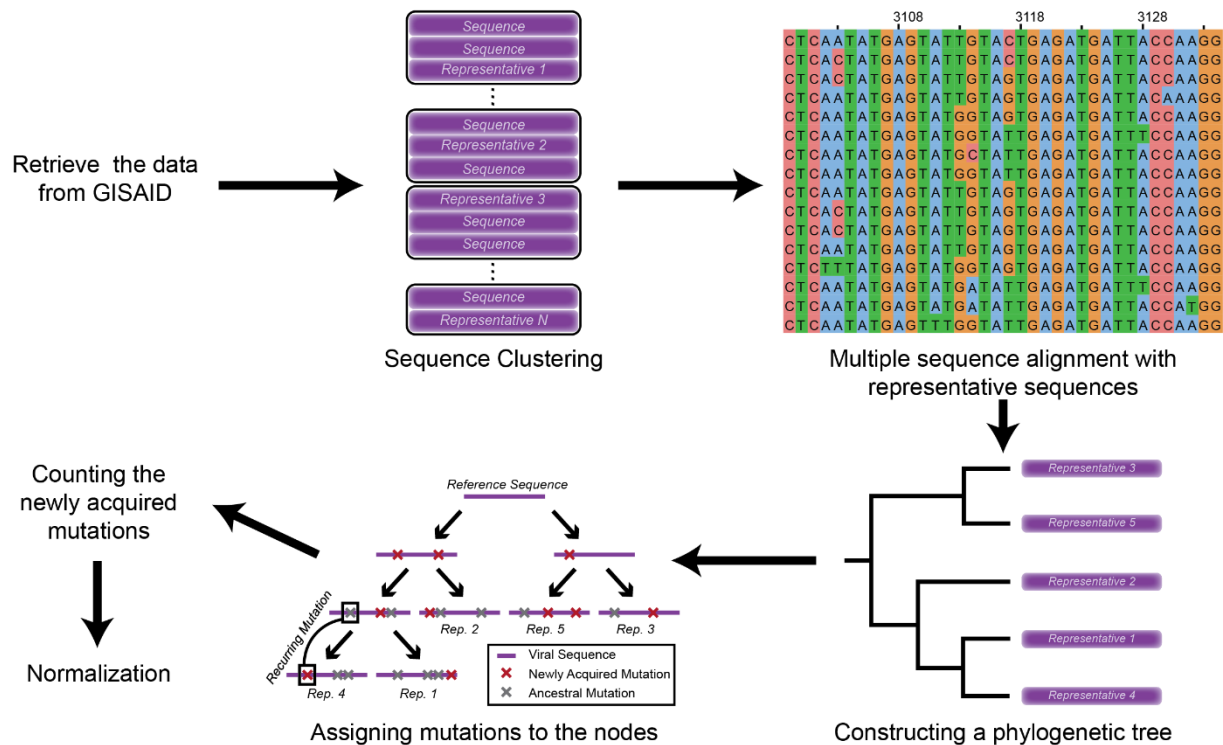 Retrieve the data
from GISAID
Sequence
Sequence
Representative 1
Sequence
Representative 2
Sequence
Representative 3
Sequence
Sequence
Sequence
Representative N
Sequence Clustering
3108 3118 3128
CTCAATATGAGTATTGTACTGAGATGATTACCAAGG
CTCACTATGAGTATTGTACTGAGATGATTACCAAGG
CTCACTATGAGTATTGTAGTGAGATGATTACCAAGG
CTCAATATGAGTATTGTAGTGAGATGATTACAAAGG
CTCAATATGAGTATGGTAGTGAGATGATTACCAAGG
CTCAATATGAGTATGGTATTGAGATGATTTCCAAGG
CTCAATATGAGTATGCTATTGAGATGATTACCAAGG
CTCAATATGAGTATGGTATTGAGATGATTACCAAGG
CTCAATATGAGTATTGTAGTGAGATGATTACCAAGG
CTCACTATGAGTATTGTAGTGAGATGATTACCAAGG
CTCACTATGAGTATTGTAGTGAGATGATTACCAAGG
CTCAATATGAGTATTGTAGTGAGATGATTACCAAGG
CTCTTTATGAGTATGGTAGTGAGATGATTACCAAGG
CTCAATATGAGTATGATATTGAGATGATTTCCAAGG
CTCAATATGAGTATGATATTGAGATGATTACCATGG
CTCAATATGAGTTTGGTATTGAGATGATTACCAAGG
Multiple sequence alignment with
representative sequences
Representative 3
Representative 5
Representative 2
Representative 1
Representative 4
Constructing a phylogenetic tree
Reference Sequence
Recurring Mutation
Rep. 2
Rep. 5
Rep. 3
Rep. 4
Rep. 1
Viral Sequence
Newly Acquired Mutation
Ancestral Mutation
Assigning mutations to the nodes
Counting the
newly acquired
mutations
Normalization